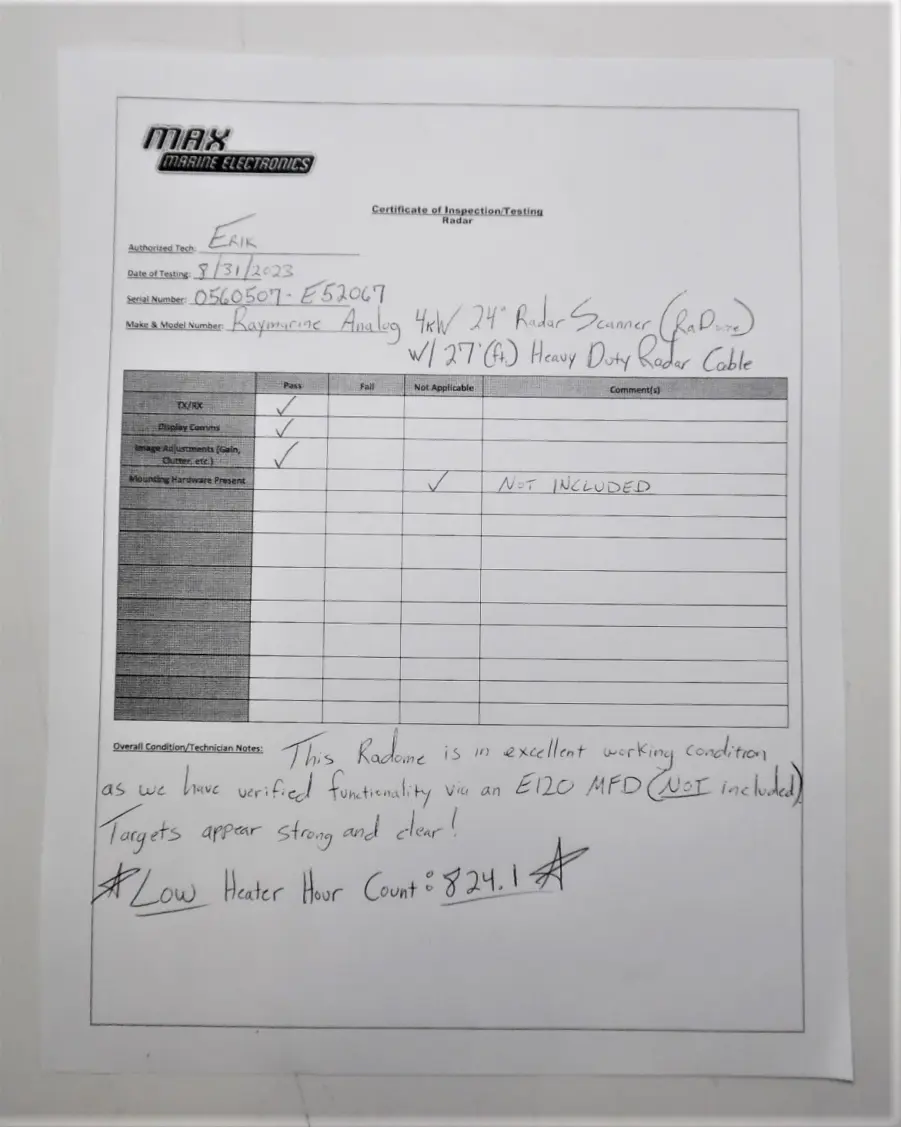 MAX
MARINE ELECTRONICS
Certificate of Inspection/Testing
Radar
Authorized Tech: ERIK
Date of Testing: 8/31/2023
Serial Number: 0560507-E52067
Make & Model Number: Raymarine Analog 4kW 24" Radar Scanner (RaDome)
W/ 27'(ft.) Heavy Duty Radar Cable
Pass Fail Not Applicable Comment(s)
TX/RX ✓
Display Comms ✓
Image Adjustments (Gain,
Clutter, etc.) ✓
Mounting Hardware Present ✓ NOT INCLUDED
Overall Condition/Technician Notes: This Radome is in excellent working condition
as we have verified functionality via an E120 MFD (NOT included).
Targets appear strong and clear!
★ Low Heater Hour Count: 824.1 ★